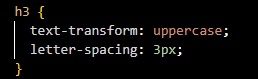 h3 {
  text-transform: uppercase;
  letter-spacing: 3px;
}